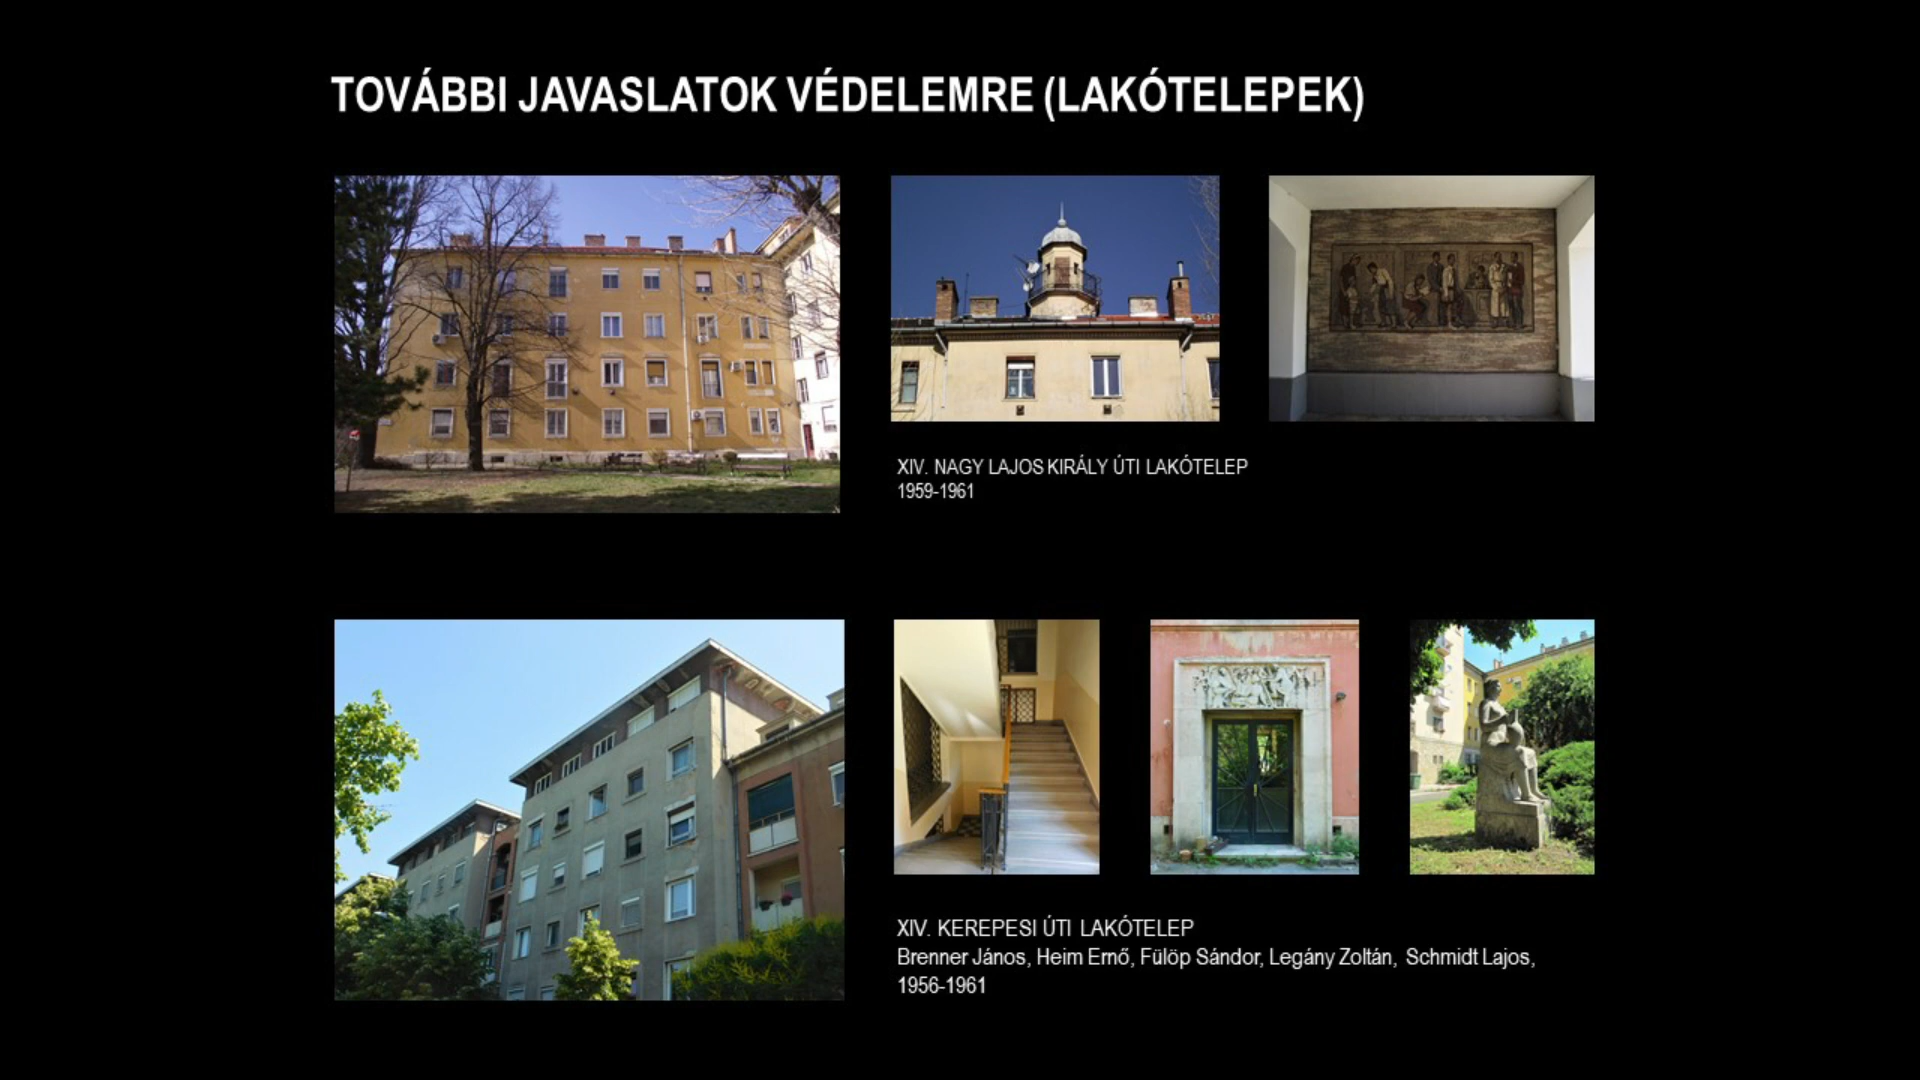 TOVÁBBI JAVASLATOK VÉDELEMRE (LAKÓTELEPEK)
XIV. NAGY LAJOS KIRÁLY ÚTI LAKÓTELEP
1959-1961
XIV. KEREPESI ÚTI LAKÓTELEP
Brenner János, Heim Ernő, Fülöp Sándor, Legány Zoltán, Schmidt Lajos,
1956-1961